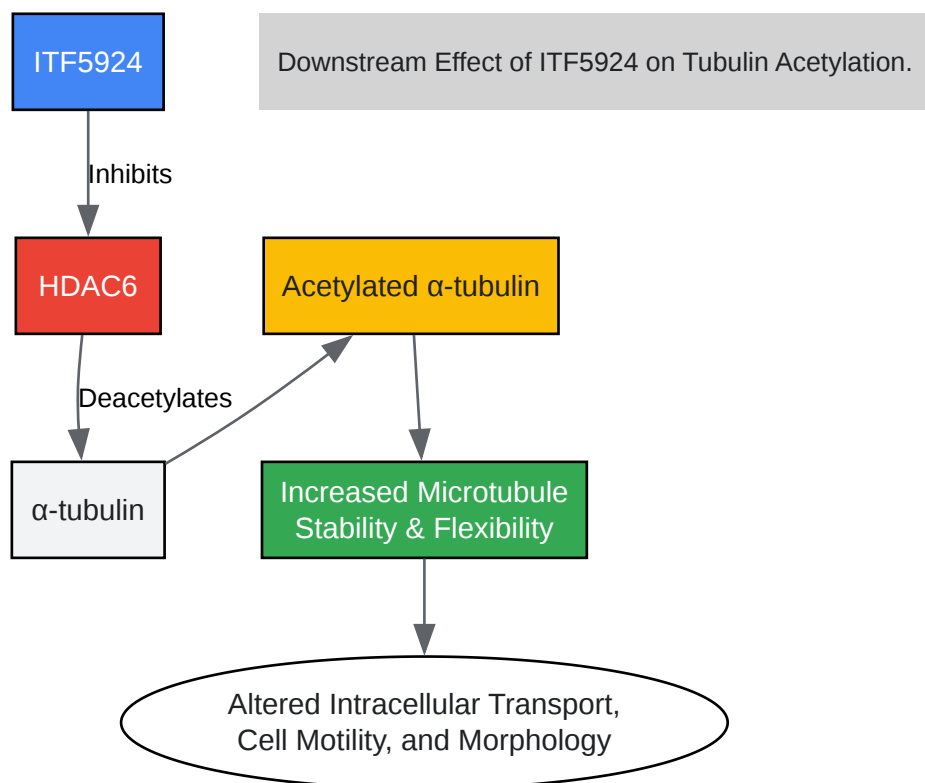 ITF5924
Downstream Effect of ITF5924 on Tubulin Acetylation.
Inhibits
HDAC6
Acetylated α-tubulin
Deacetylates
α-tubulin
Increased Microtubule
Stability & Flexibility
Altered Intracellular Transport,
Cell Motility, and Morphology